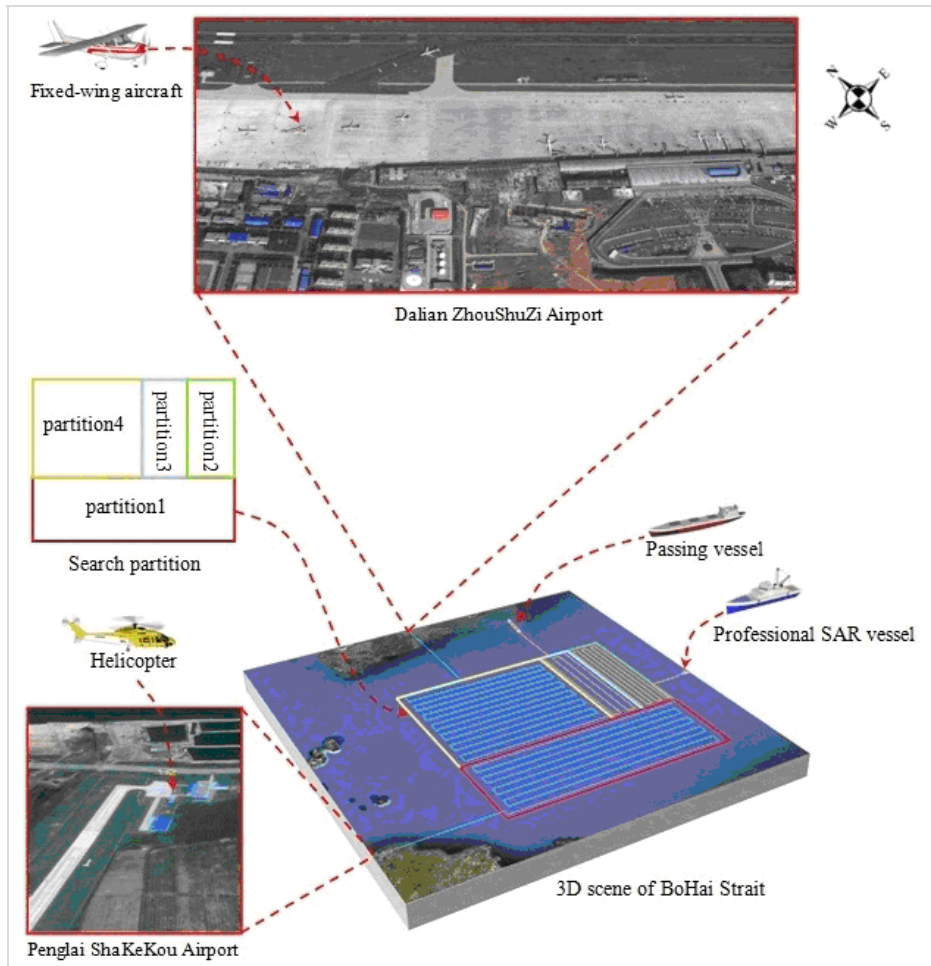 Fixed-wing aircraft
N
E
W
S
Dalian ZhouShuZi Airport
partition4
partition3
partition2
partition1
Search partition
Passing vessel
Professional SAR vessel
Helicopter
3D scene of BoHai Strait
Penglai ShaKeKou Airport